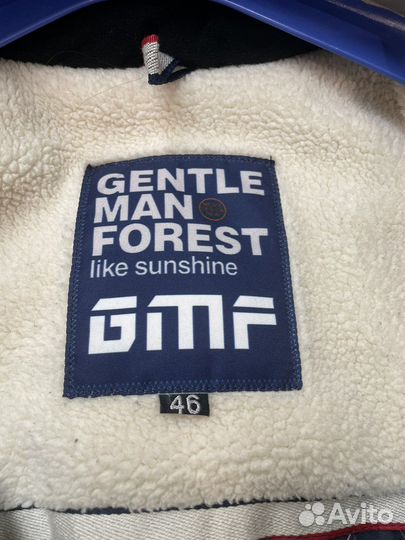 GENTLE
MAN
FOREST
like sunshine
GMF
46
Avito